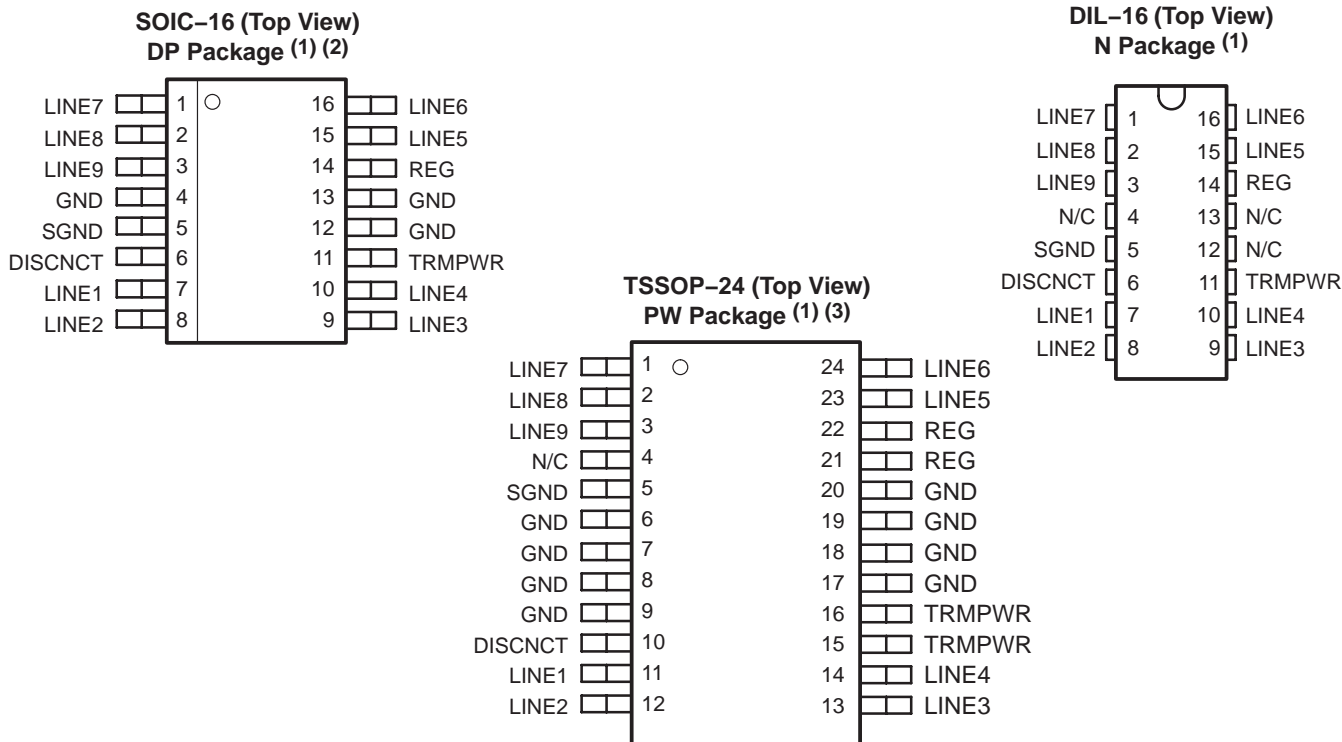 SOIC–16 (Top View)
DP Package (1) (2)
LINE7 1 16 LINE6
LINE8 2 15 LINE5
LINE9 3 14 REG
GND 4 13 GND
SGND 5 12 GND
DISCNCT 6 11 TRMPWR
LINE1 7 10 LINE4
LINE2 8 9 LINE3
DIL–16 (Top View)
N Package (1)
LINE7 1 16 LINE6
LINE8 2 15 LINE5
LINE9 3 14 REG
N/C 4 13 N/C
SGND 5 12 N/C
DISCNCT 6 11 TRMPWR
LINE1 7 10 LINE4
LINE2 8 9 LINE3
TSSOP–24 (Top View)
PW Package (1) (3)
LINE7 1 24 LINE6
LINE8 2 23 LINE5
LINE9 3 22 REG
N/C 4 21 REG
SGND 5 20 GND
GND 6 19 GND
GND 7 18 GND
GND 8 17 GND
GND 9 16 TRMPWR
DISCNCT 10 15 TRMPWR
LINE1 11 14 LINE4
LINE2 12 13 LINE3